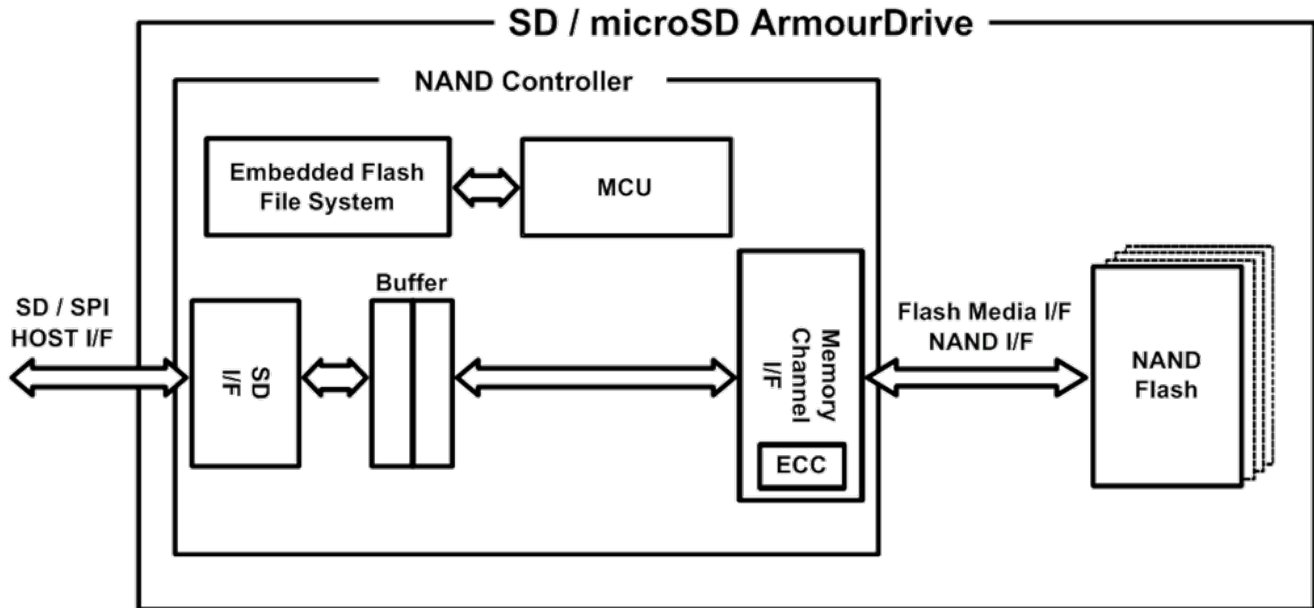 SD / microSD ArmourDrive
NAND Controller
Embedded Flash
File System
MCU
Buffer
SD / SPI
HOST I/F
SD
I/F
Memory
Channel
I/F
ECC
Flash Media I/F
NAND I/F
NAND
Flash